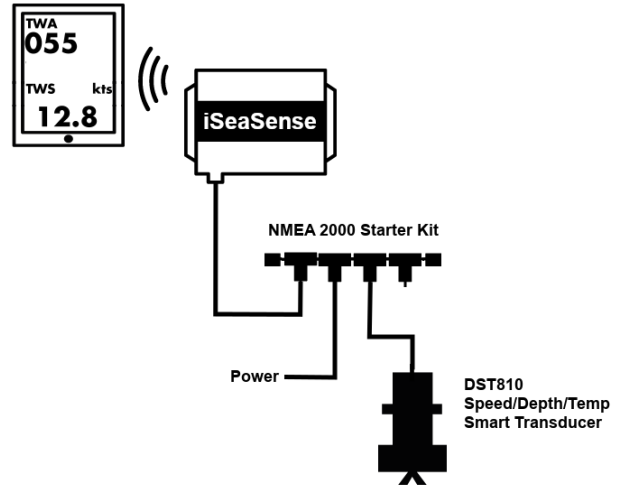 TWA
055
TWS kts
12.8
iSeaSense
NMEA 2000 Starter Kit
Power
DST810
Speed/Depth/Temp
Smart Transducer